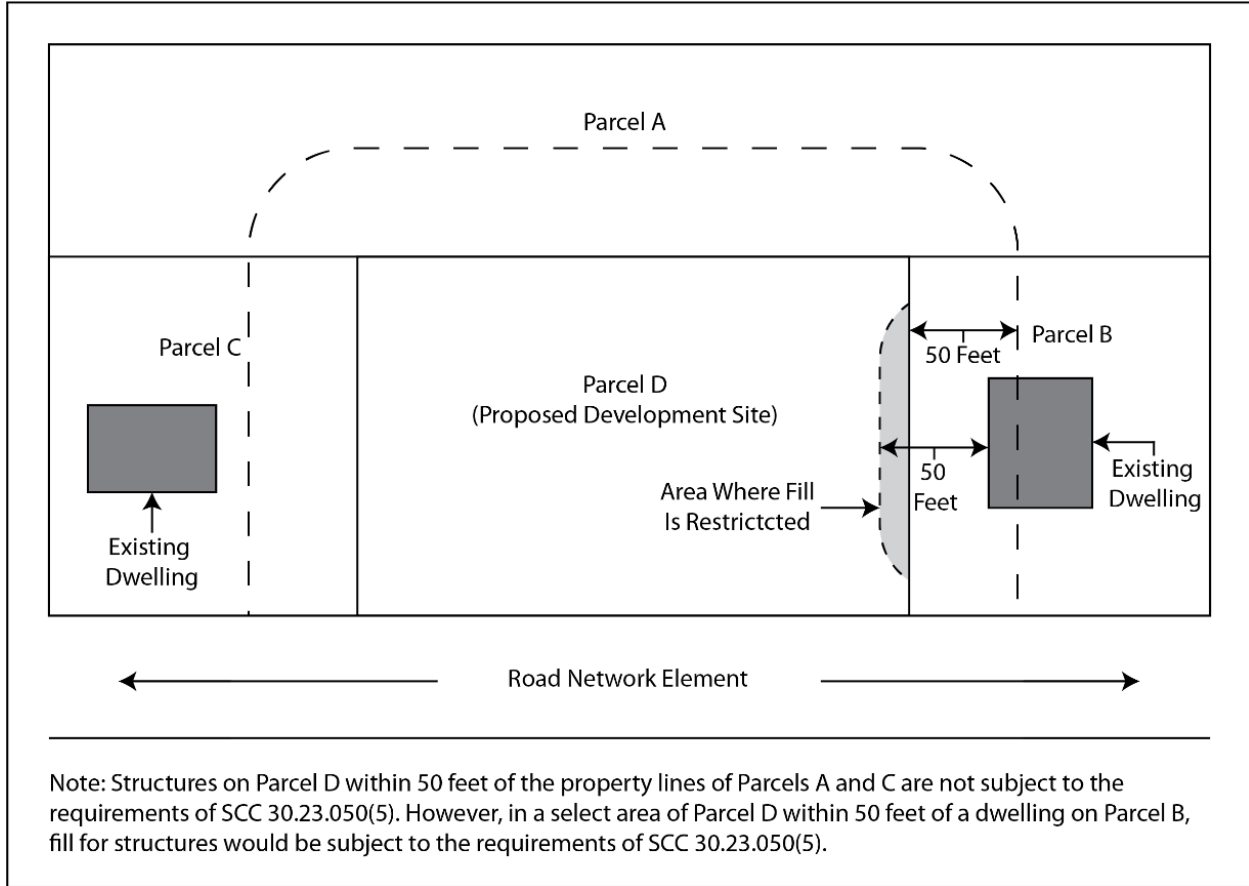 Parcel A
Parcel C
50 Feet
Parcel B
Parcel D
(Proposed Development Site)
50
Feet
Existing
Dwelling
Area Where Fill
Is Restrictcted
Existing
Dwelling
Road Network Element
Note: Structures on Parcel D within 50 feet of the property lines of Parcels A and C are not subject to the
requirements of SCC 30.23.050(5). However, in a select area of Parcel D within 50 feet of a dwelling on Parcel B,
fill for structures would be subject to the requirements of SCC 30.23.050(5).